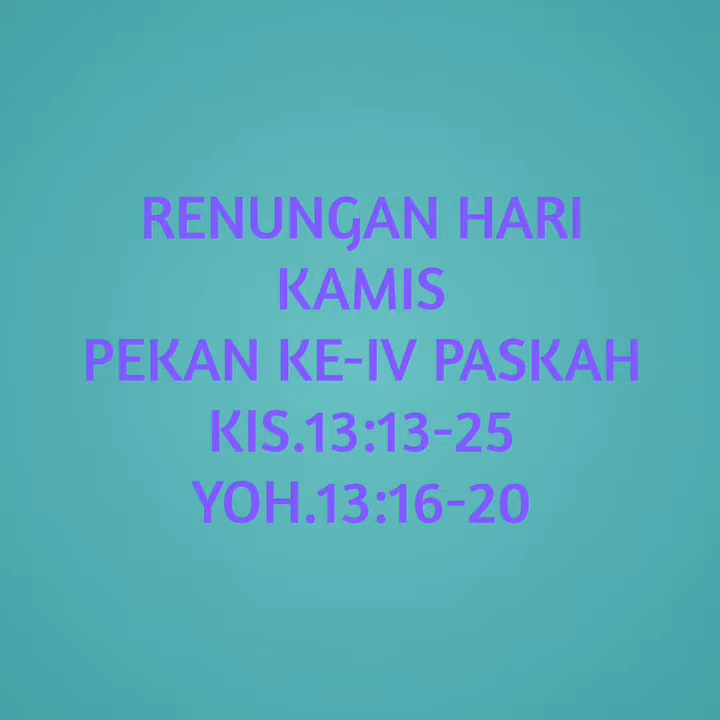 RENUNGAN HARI
KAMIS
PEKAN KE-IV PASKAH
KIS.13:13-25
YOH.13:16-20